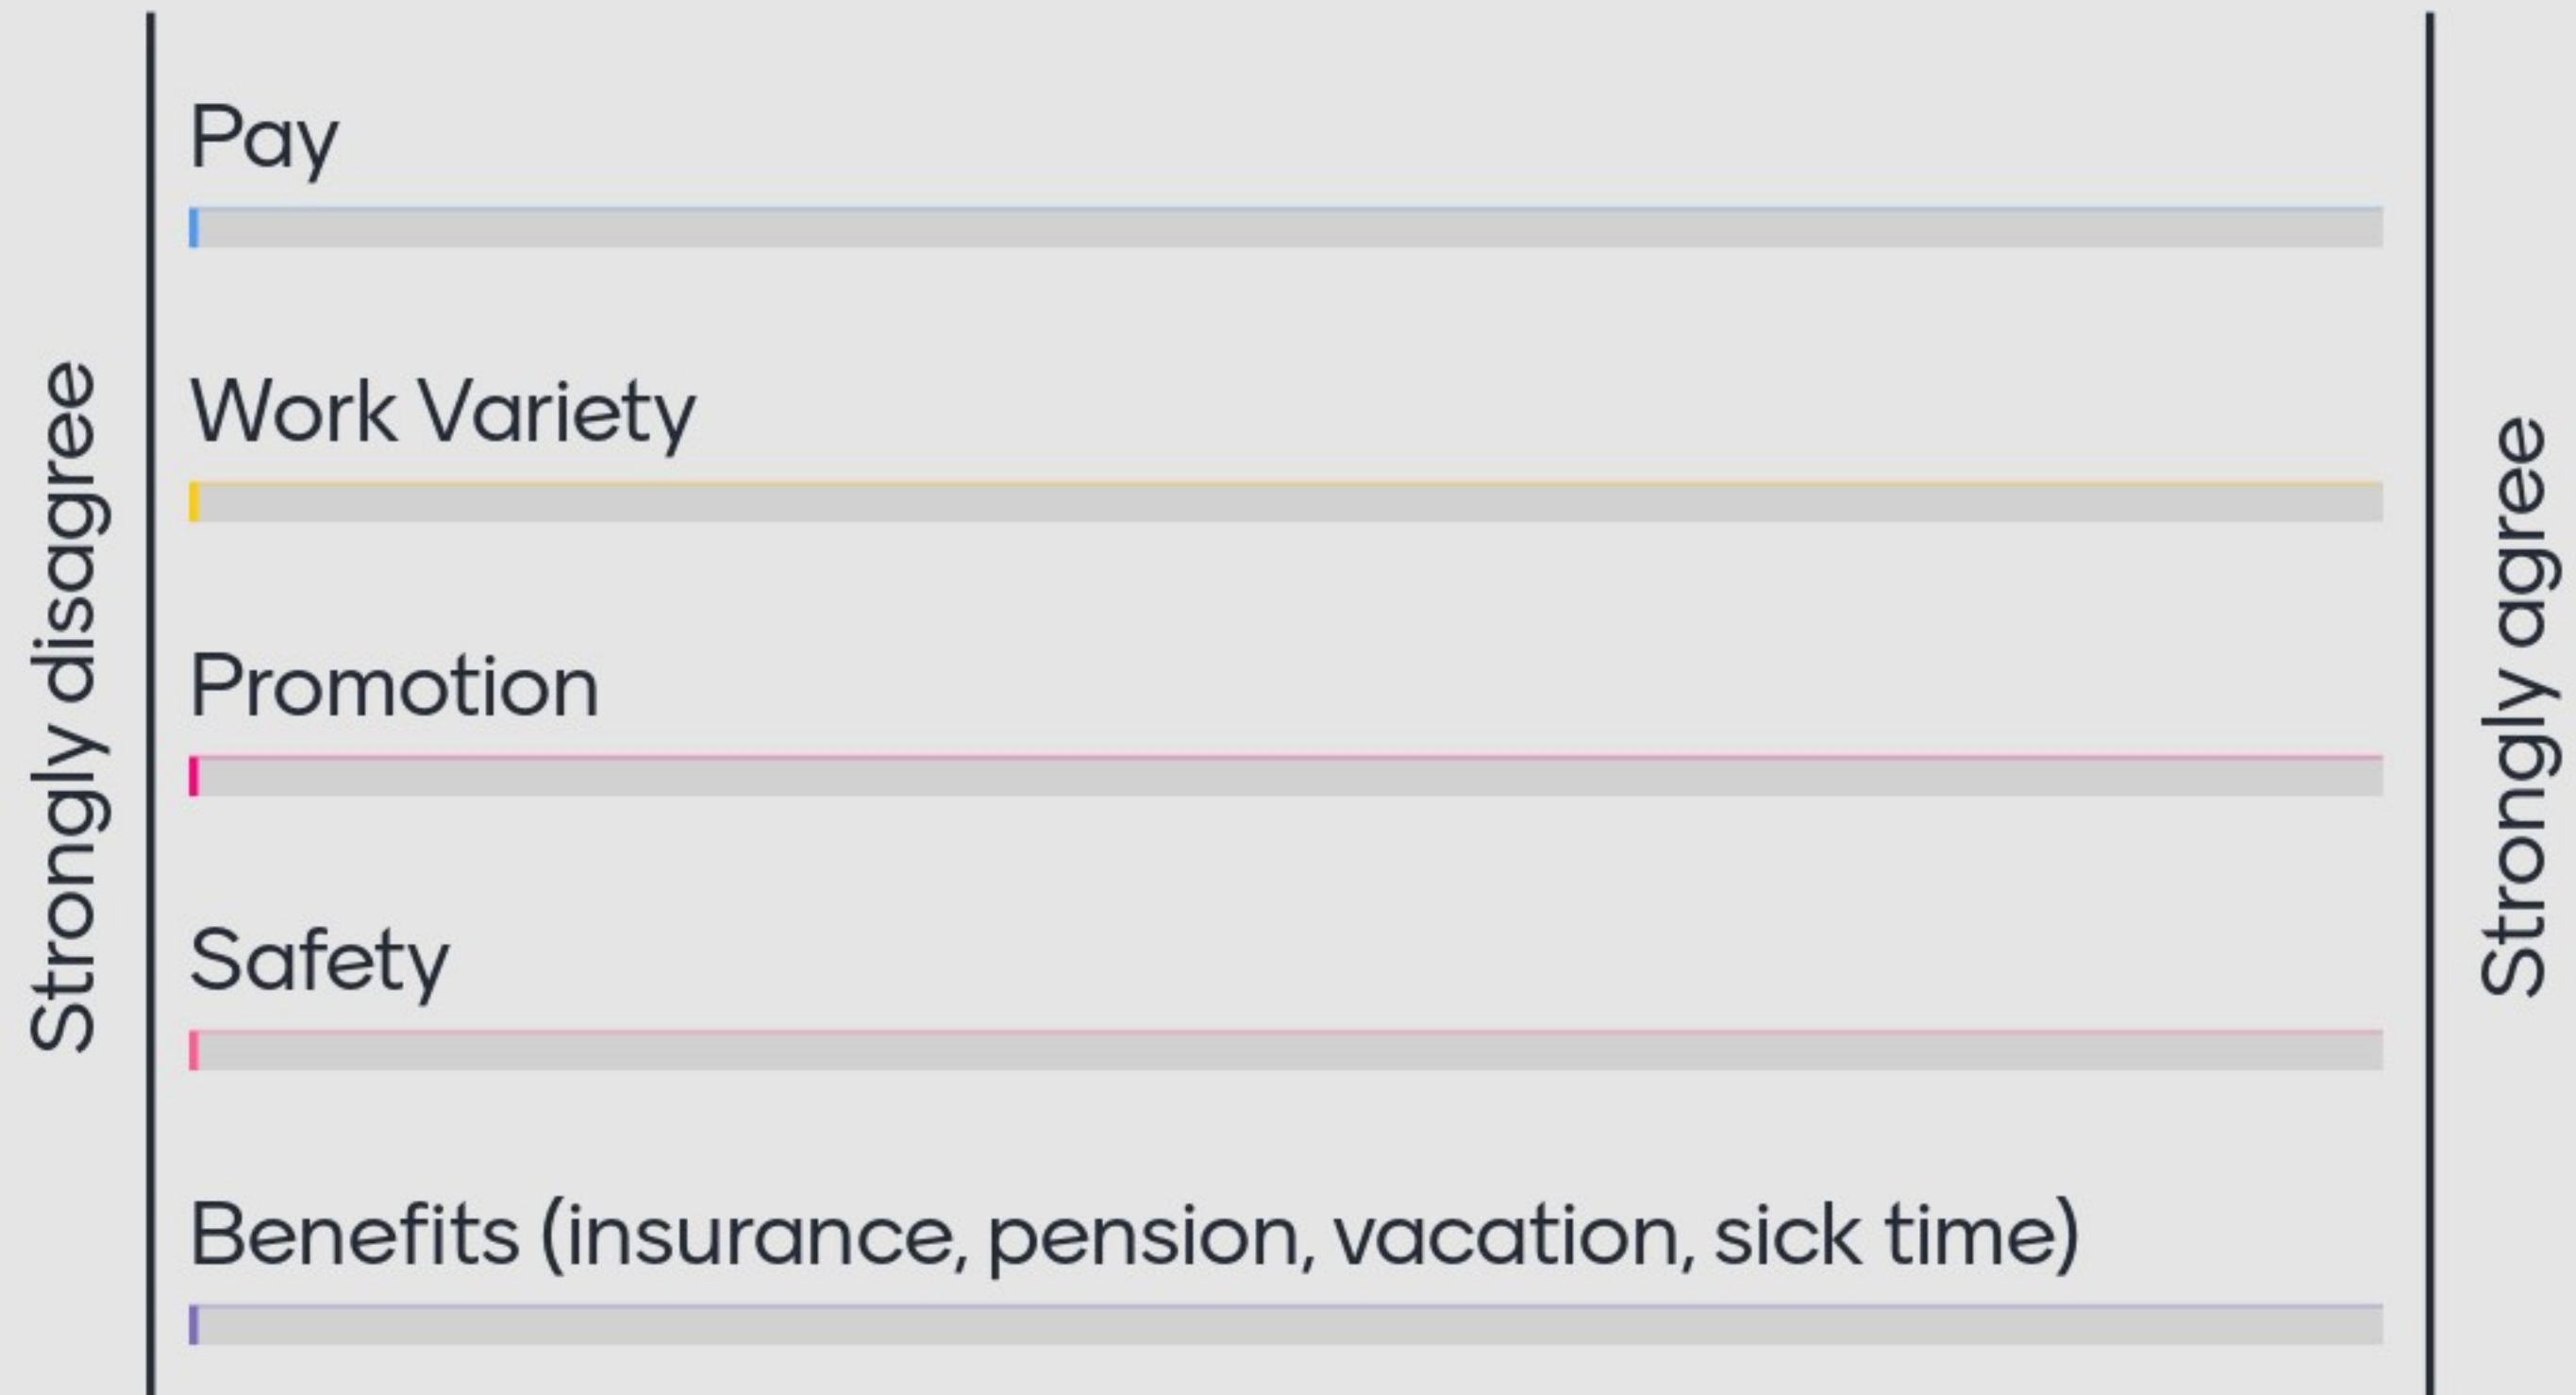 Strongly disagree
Pay
Work Variety
Promotion
Safety
Benefits (insurance, pension, vacation, sick time)
Strongly agree